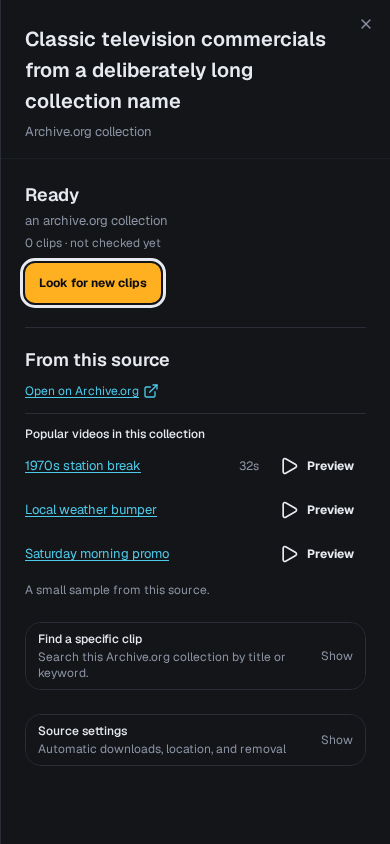 Classic television commercials
from a deliberately long
collection name
Archive.org collection
Ready
an archive.org collection
0 clips · not checked yet
Look for new clips
From this source
Open on Archive.org
Popular videos in this collection
1970s station break 32s Preview
Local weather bumper Preview
Saturday morning promo Preview
A small sample from this source.
Find a specific clip
Search this Archive.org collection by title or
keyword.
Show
Source settings
Automatic downloads, location, and removal
Show